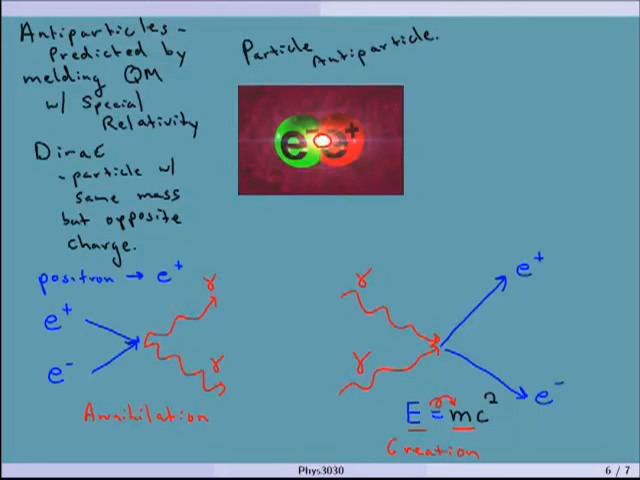 Antiparticles -
Predicted by
melding QM
w/ Special
Relativity
Dirac
- particle w/
same mass
but opposite
charge.
positron → e⁺
Particle Antiparticle.
e⁻ e⁺
e⁺
e⁻
γ
γ
Annihilation
γ
γ
e⁺
e⁻
E = mc²
Creation
Phys3030
6 / 7